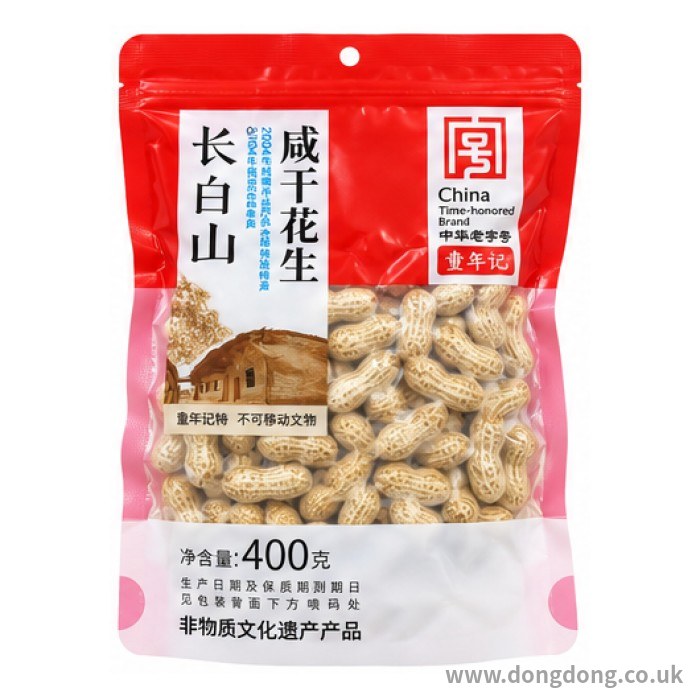 咸干花生
长白山
China
Time-honored
Brand
中华老字号
童年记
童年记特 不可移动文物
净含量:400克
生产日期及保质期到期日
见包装背面下方喷码处
非物质文化遗产产品
www.dongdong.co.uk